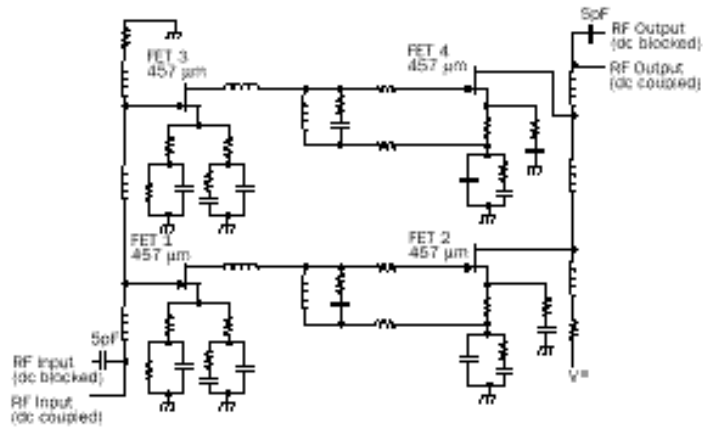 5pF
RF Output
(dc blocked)
RF Output
(dc coupled)
FET 3
457 µm
FET 4
457 µm
FET 1
457 µm
FET 2
457 µm
5pF
RF Input
(dc blocked)
RF Input
(dc coupled)